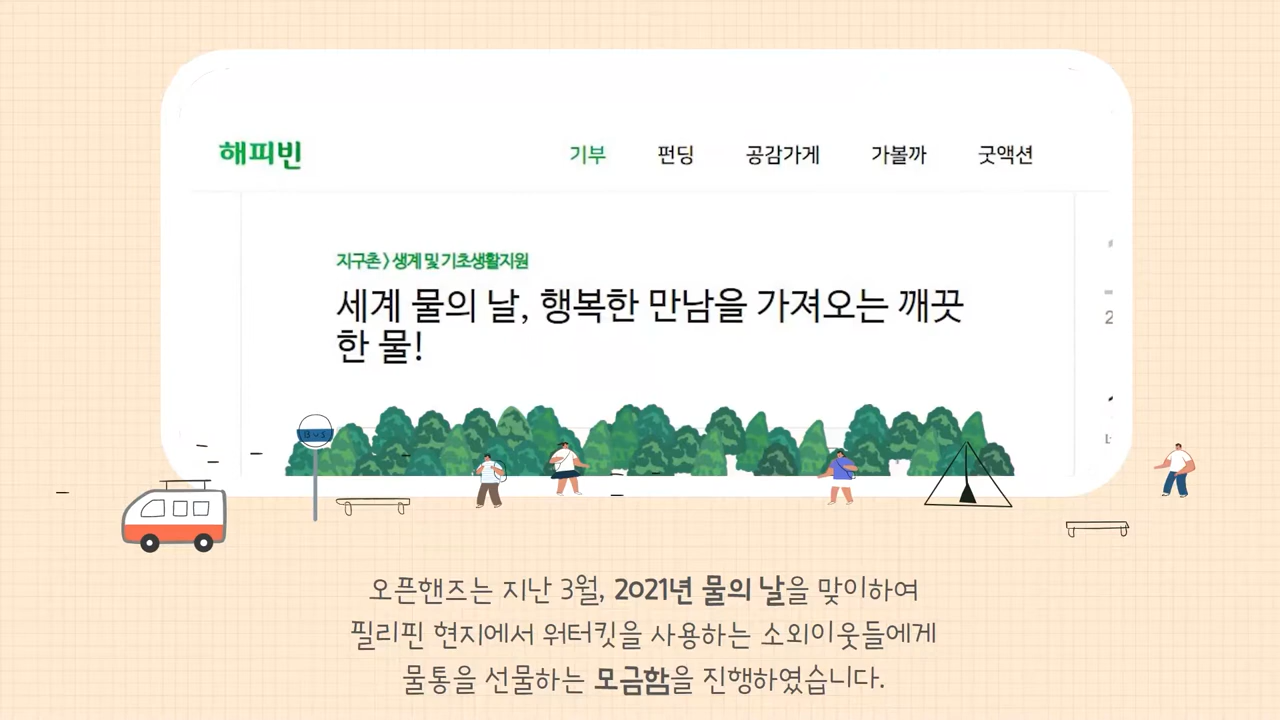 해피빈
기부 펀딩 공감가게 가볼까 굿액션
지구촌 > 생계 및 기초생활지원
세계 물의 날, 행복한 만남을 가져오는 깨끗
한 물!
2
BUS
오픈핸즈는 지난 3월, 2021년 물의 날을 맞이하여
필리핀 현지에서 워터킷을 사용하는 소외이웃들에게
물통을 선물하는 모금함을 진행하였습니다.